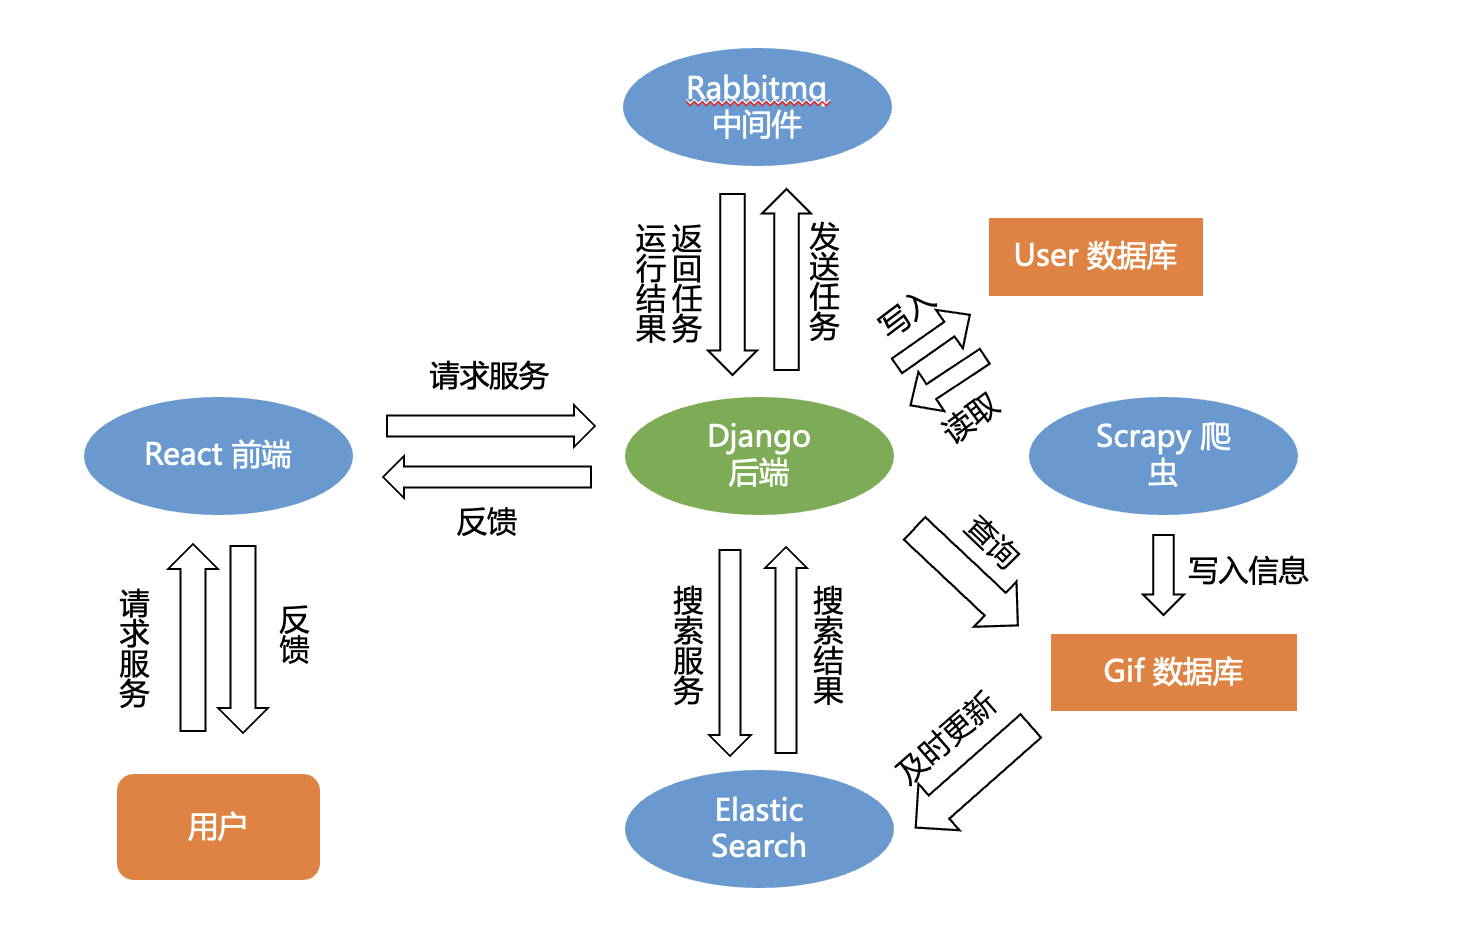 Rabbitmq
中间件
返回任务
运行结果
发送任务
User 数据库
写入
读取
请求服务
反馈
React 前端
Django
后端
Scrapy 爬
虫
查询
写入信息
请求服务
反馈
搜索服务
搜索结果
Gif 数据库
及时更新
用户
Elastic
Search